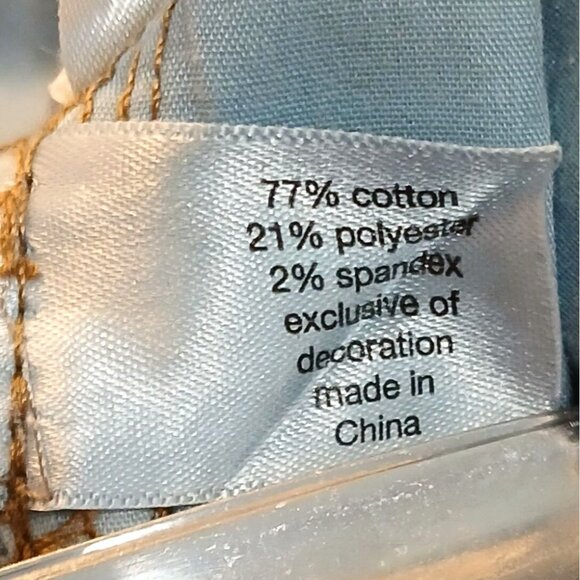 77% cotton
21% polyester
2% spandex
exclusive of
decoration
made in
China